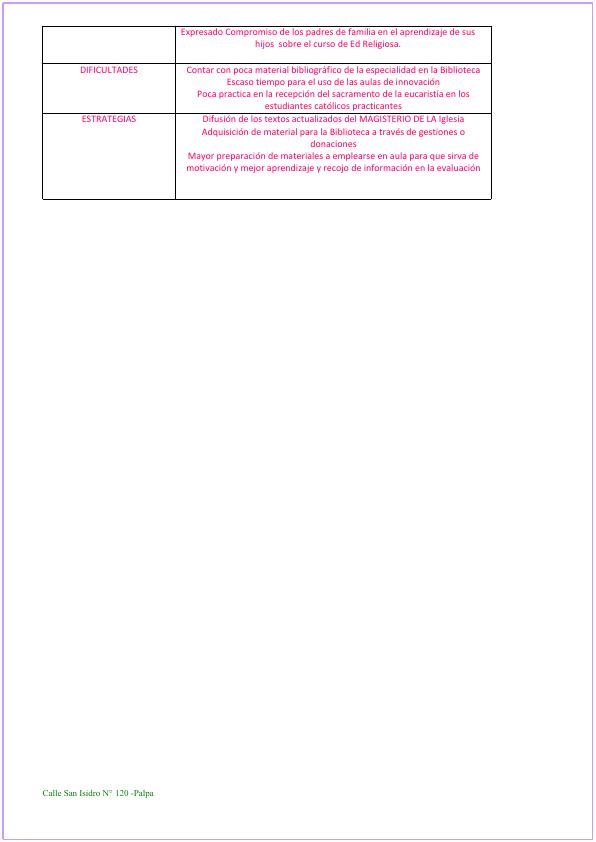 Expresado Compromiso de los padres de familia en el aprendizaje de sus
hijos  sobre el curso de Ed Religiosa.
DIFICULTADES
Contar con poca material bibliográfico de la especialidad en la Biblioteca
Escaso tiempo para el uso de las aulas de innovación
Poca practica en la recepción del sacramento de la eucaristía en los
estudiantes católicos practicantes
ESTRATEGIAS
Difusión de los textos actualizados del MAGISTERIO DE LA Iglesia
Adquisición de material para la Biblioteca a través de gestiones o
donaciones
Mayor preparación de materiales a emplearse en aula para que sirva de
motivación y mejor aprendizaje y recojo de información en la evaluación
Calle San Isidro N° 120 -Palpa